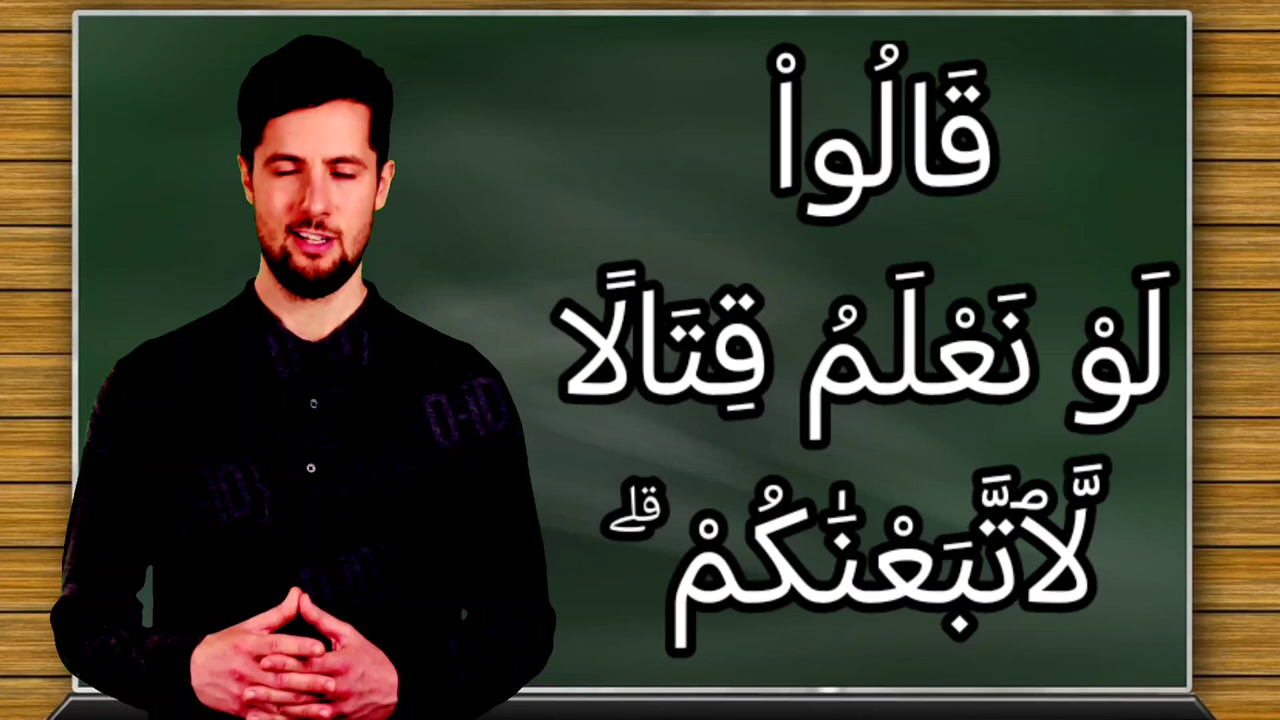 قَالُوا۟
لَوْ نَعْلَمُ قِتَالًا
لَّٱتَّبَعْنَٰكُمْ ۗ